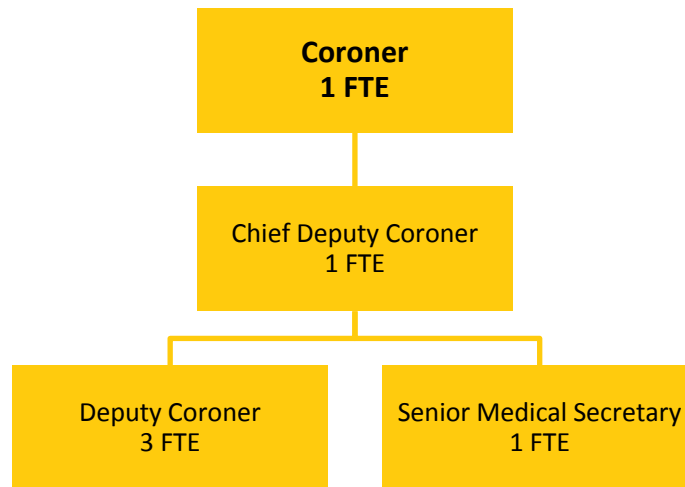 Coroner
1 FTE
Chief Deputy Coroner
1 FTE
Deputy Coroner
3 FTE
Senior Medical Secretary
1 FTE